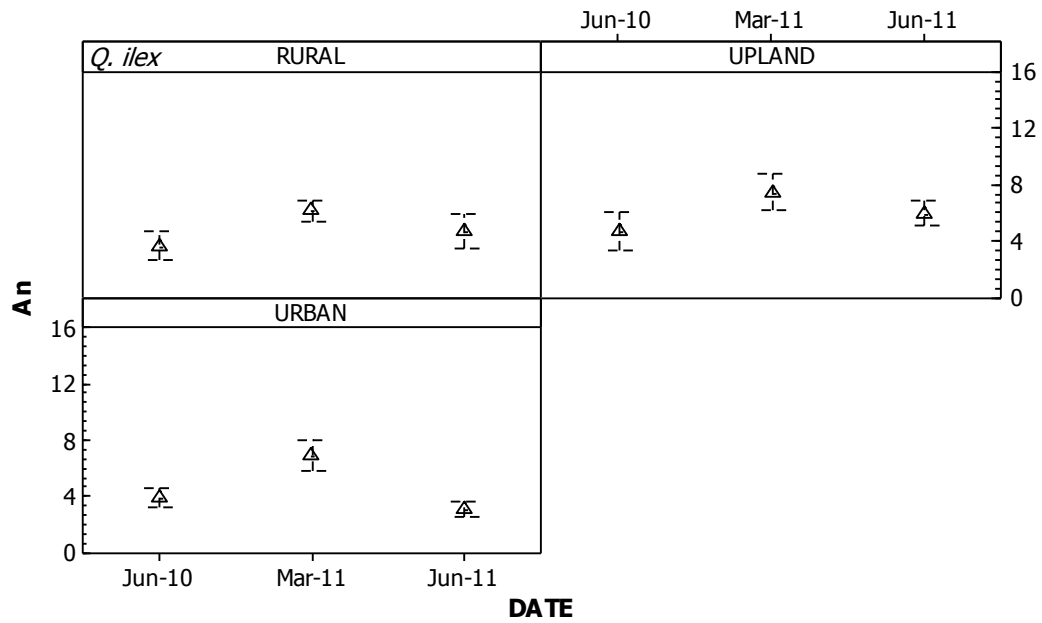 Jun-10 Mar-11 Jun-11
Q. ilex RURAL UPLAND
16
12
8
4
0
An
URBAN
16
12
8
4
0
Jun-10 Mar-11 Jun-11
DATE